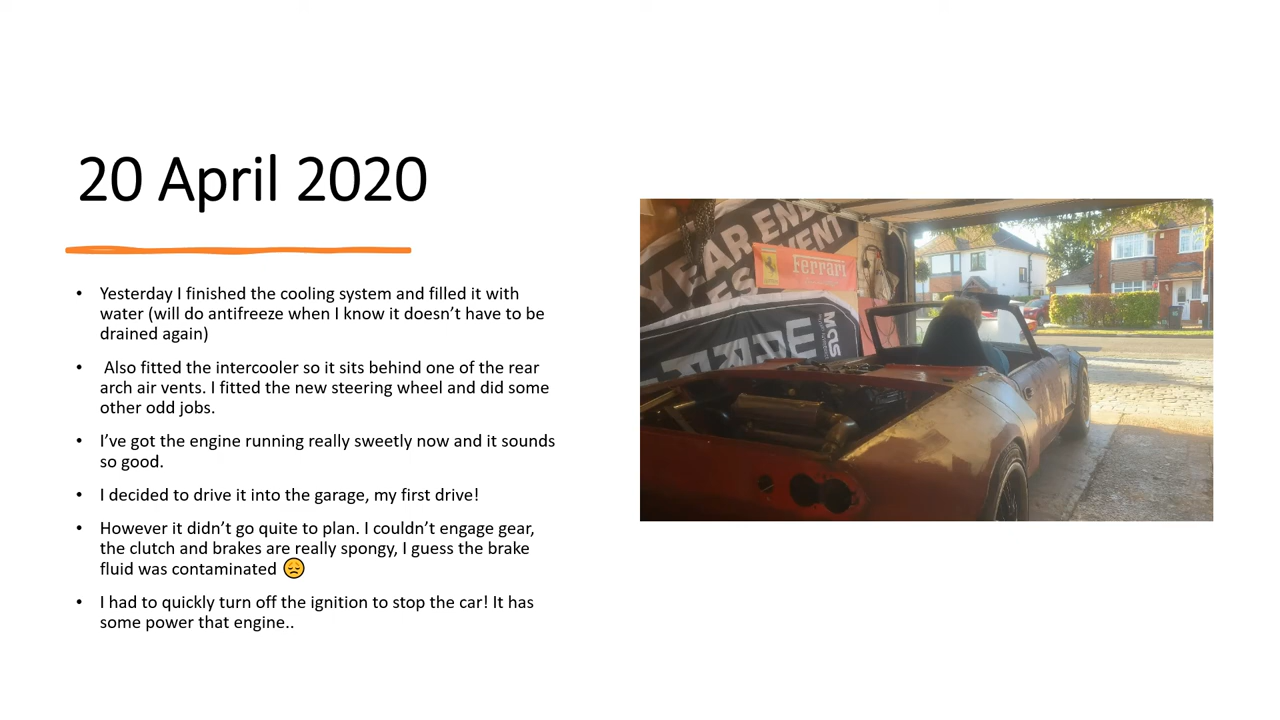 20 April 2020
• Yesterday I finished the cooling system and filled it with
water (will do antifreeze when I know it doesn’t have to be
drained again)
• Also fitted the intercooler so it sits behind one of the rear
arch air vents. I fitted the new steering wheel and did some
other odd jobs.
• I’ve got the engine running really sweetly now and it sounds
so good.
• I decided to drive it into the garage, my first drive!
• However it didn’t go quite to plan. I couldn’t engage gear,
the clutch and brakes are really spongy, I guess the brake
fluid was contaminated 😔
• I had to quickly turn off the ignition to stop the car! It has
some power that engine..
YEAR END
Ferrari